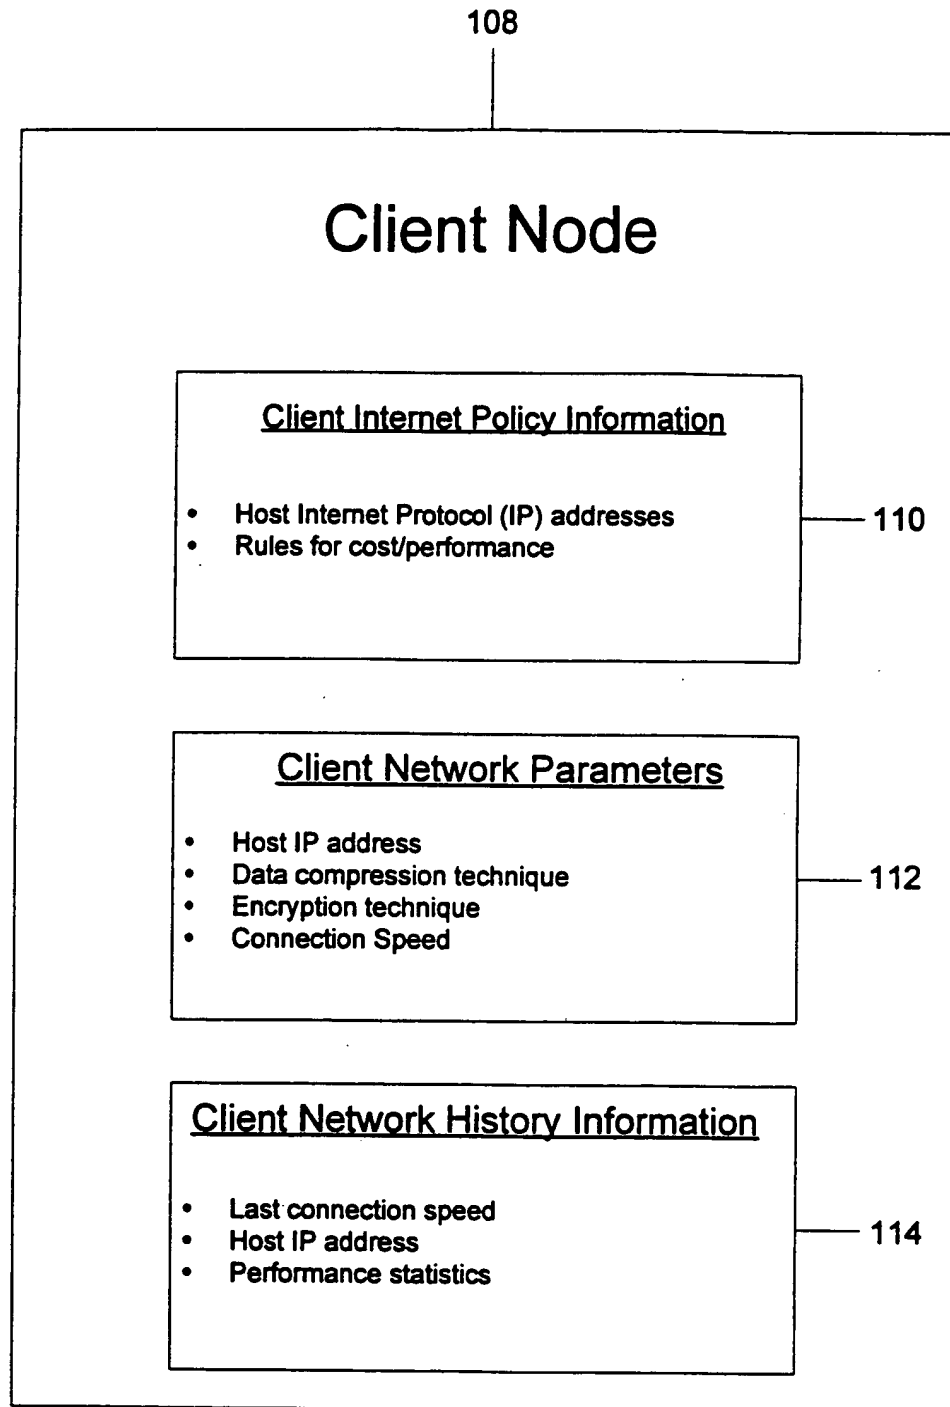 108
Client Node
Client Internet Policy Information
• Host Internet Protocol (IP) addresses
• Rules for cost/performance
110
Client Network Parameters
• Host IP address
• Data compression technique
• Encryption technique
• Connection Speed
112
Client Network History Information
• Last connection speed
• Host IP address
• Performance statistics
114